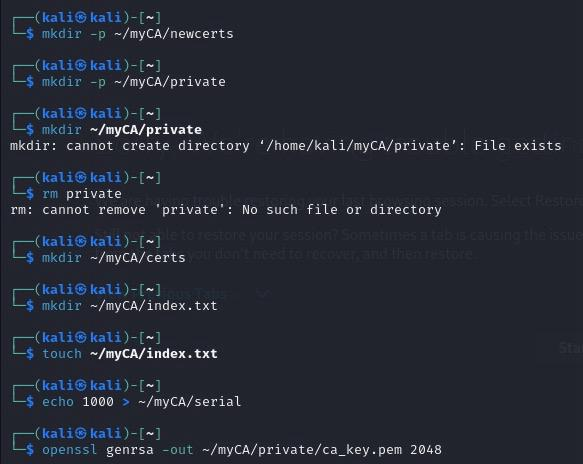 ┌──(kali㉿kali)-[~]
└─$ mkdir -p ~/myCA/newcerts
┌──(kali㉿kali)-[~]
└─$ mkdir -p ~/myCA/private
┌──(kali㉿kali)-[~]
└─$ mkdir ~/myCA/private
mkdir: cannot create directory ‘/home/kali/myCA/private’: File exists
┌──(kali㉿kali)-[~]
└─$ rm private
rm: cannot remove 'private': No such file or directory
┌──(kali㉿kali)-[~]
└─$ mkdir ~/myCA/certs
┌──(kali㉿kali)-[~]
└─$ mkdir ~/myCA/index.txt
┌──(kali㉿kali)-[~]
└─$ touch ~/myCA/index.txt
┌──(kali㉿kali)-[~]
└─$ echo 1000 > ~/myCA/serial
┌──(kali㉿kali)-[~]
└─$ openssl genrsa -out ~/myCA/private/ca_key.pem 2048